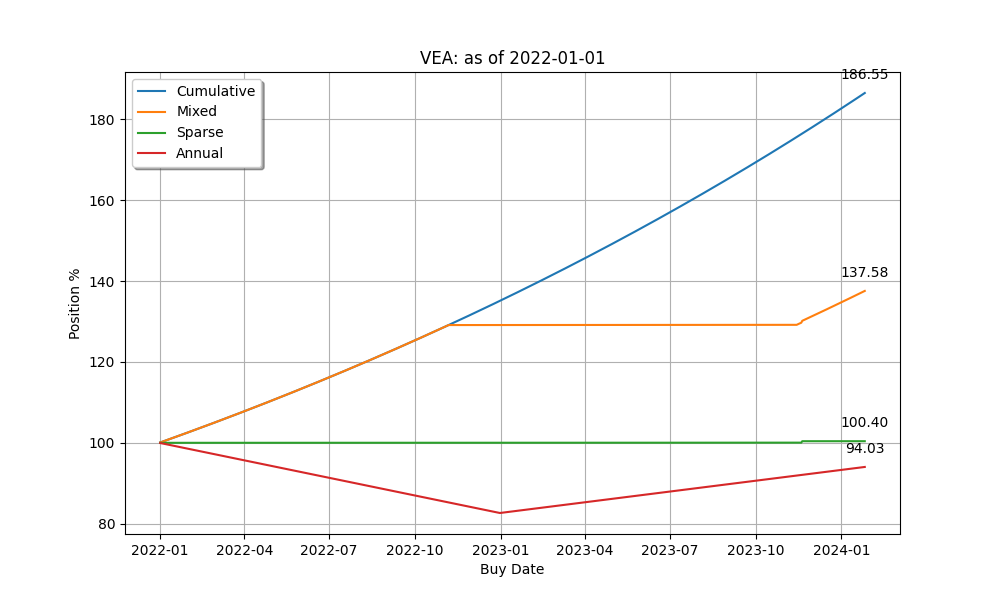 VEA: as of 2022-01-01
Cumulative
Mixed
Sparse
Annual
186.55
137.58
100.40
94.03
Position %
180
160
140
120
100
80
2022-01 2022-04 2022-07 2022-10 2023-01 2023-04 2023-07 2023-10 2024-01
Buy Date